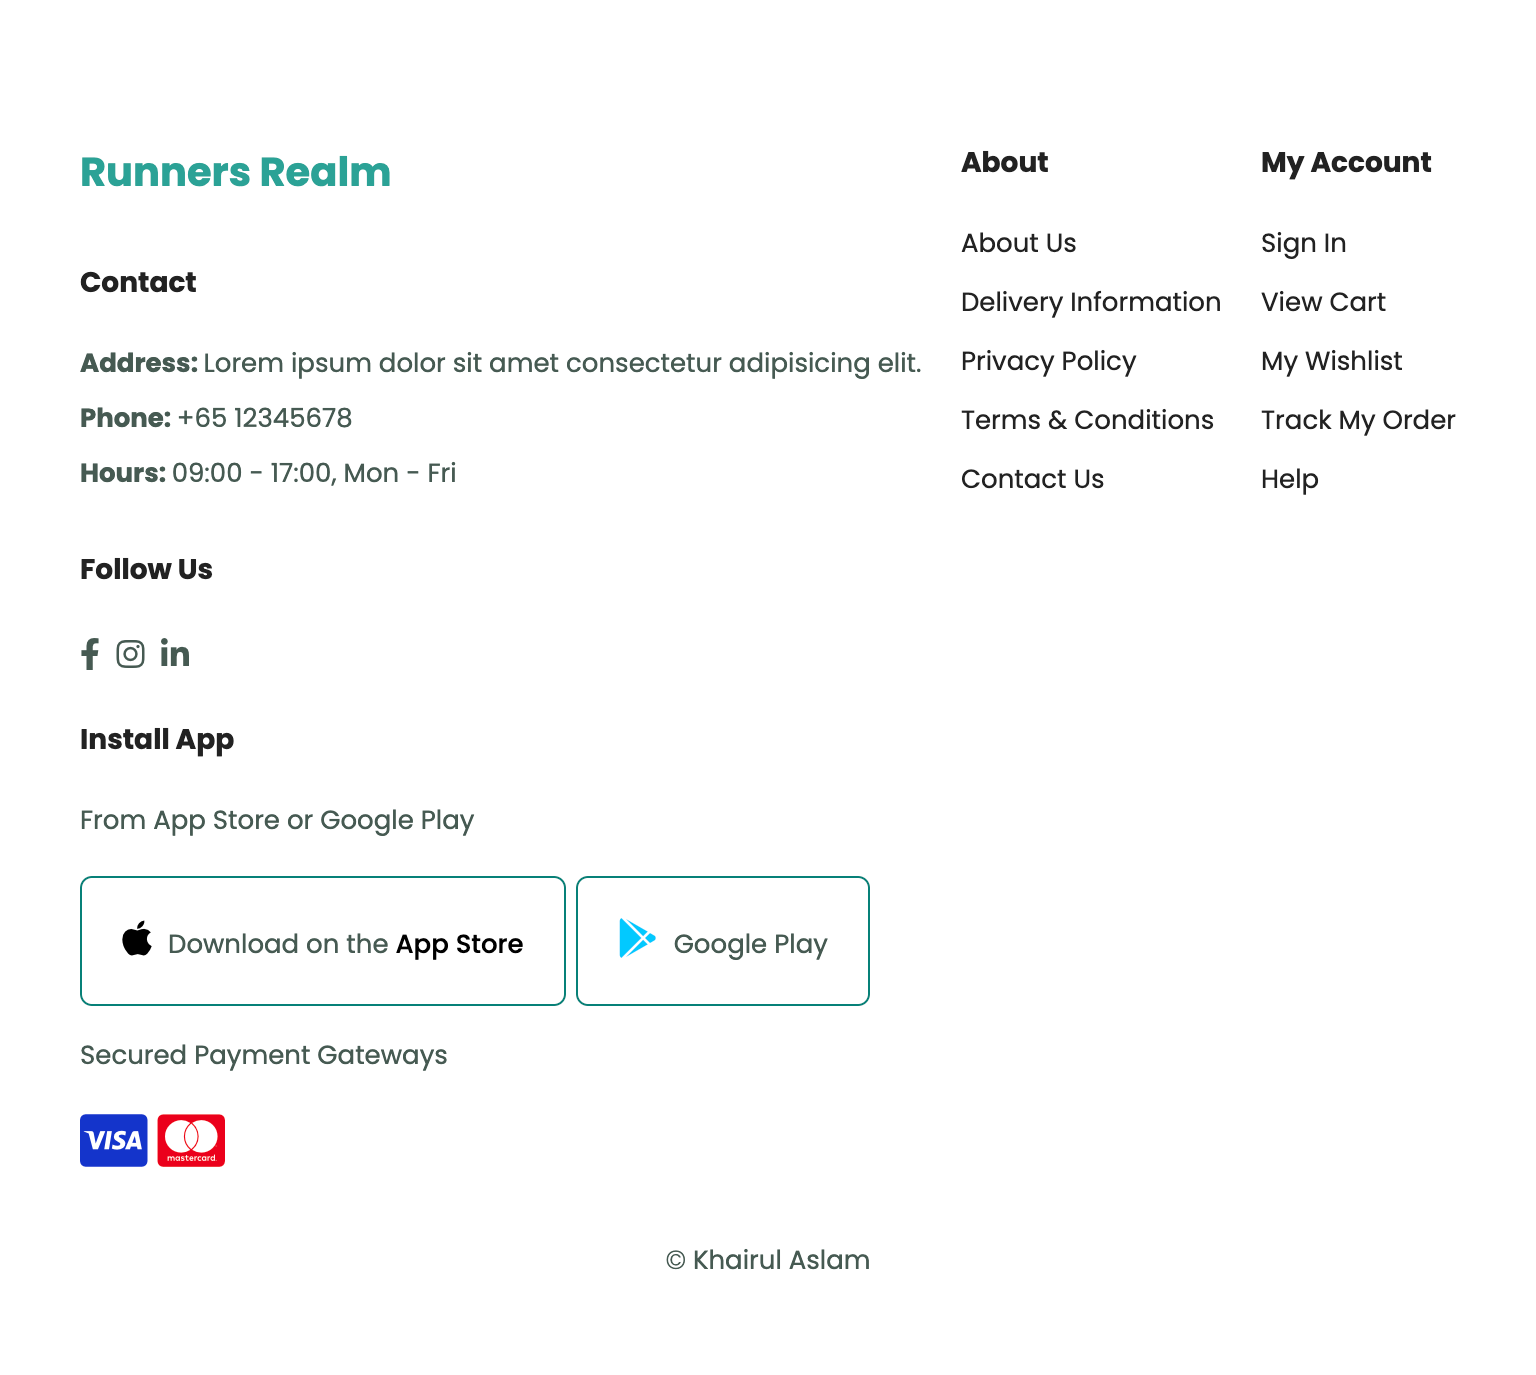 Runners Realm
Contact
Address: Lorem ipsum dolor sit amet consectetur adipisicing elit.
Phone: +65 12345678
Hours: 09:00 - 17:00, Mon - Fri
Follow Us
Install App
From App Store or Google Play
Download on the App Store
Google Play
Secured Payment Gateways
VISA
mastercard.
About
About Us
Delivery Information
Privacy Policy
Terms & Conditions
Contact Us
My Account
Sign In
View Cart
My Wishlist
Track My Order
Help
© Khairul Aslam